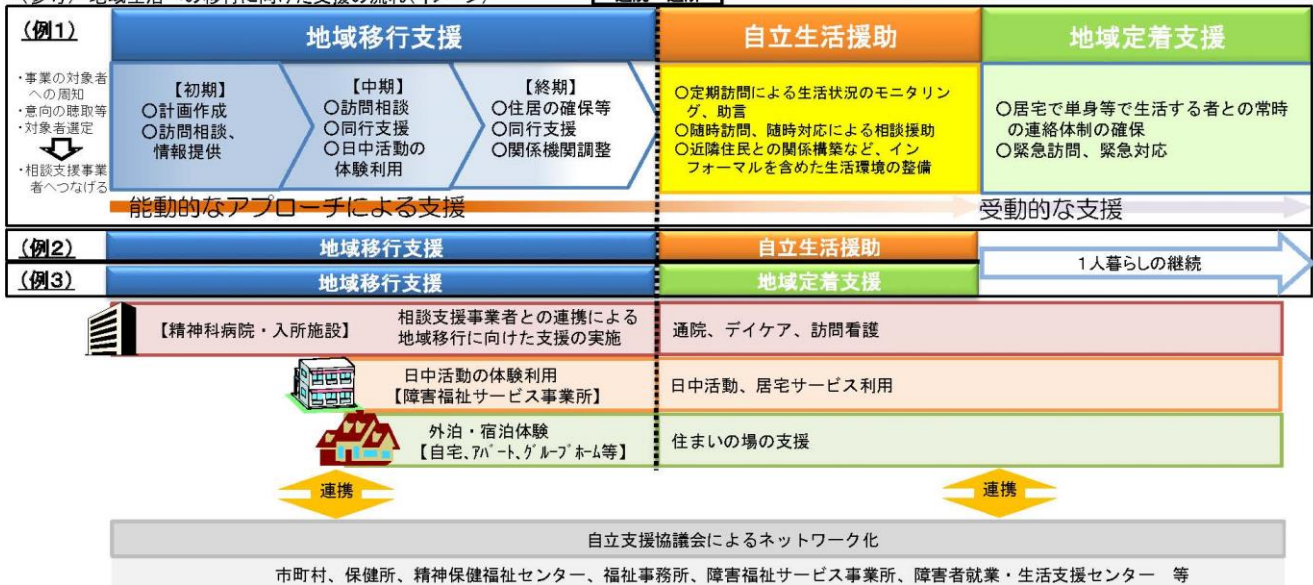 (例1)
・事業の対象者
への周知
・意向の聴取等
・対象者選定
・相談支援事業
者へつなげる
地域移行支援
自立生活援助
地域定着支援
【初期】
○計画作成
○訪問相談、
情報提供
【中期】
○訪問相談
○同行支援
○日中活動の
体験利用
【終期】
○住居の確保等
○同行支援
○関係機関調整
○定期訪問による生活状況のモニタリン
グ、助言
○随時訪問、随時対応による相談援助
○近隣住民との関係構築など、イン
フォーマルを含めた生活環境の整備
○居宅で単身等で生活する者との常時
の連絡体制の確保
○緊急訪問、緊急対応
能動的なアプローチによる支援
受動的な支援
(例2)
地域移行支援
自立生活援助
1人暮らしの継続
(例3)
地域移行支援
地域定着支援
【精神科病院・入所施設】
相談支援事業者との連携による
地域移行に向けた支援の実施
通院、デイケア、訪問看護
日中活動の体験利用
【障害福祉サービス事業所】
日中活動、居宅サービス利用
外泊・宿泊体験
【自宅、アパート、グループホーム等】
住まいの場の支援
連携
連携
自立支援協議会によるネットワーク化
市町村、保健所、精神保健福祉センター、福祉事務所、障害福祉サービス事業所、障害者就業・生活支援センター 等